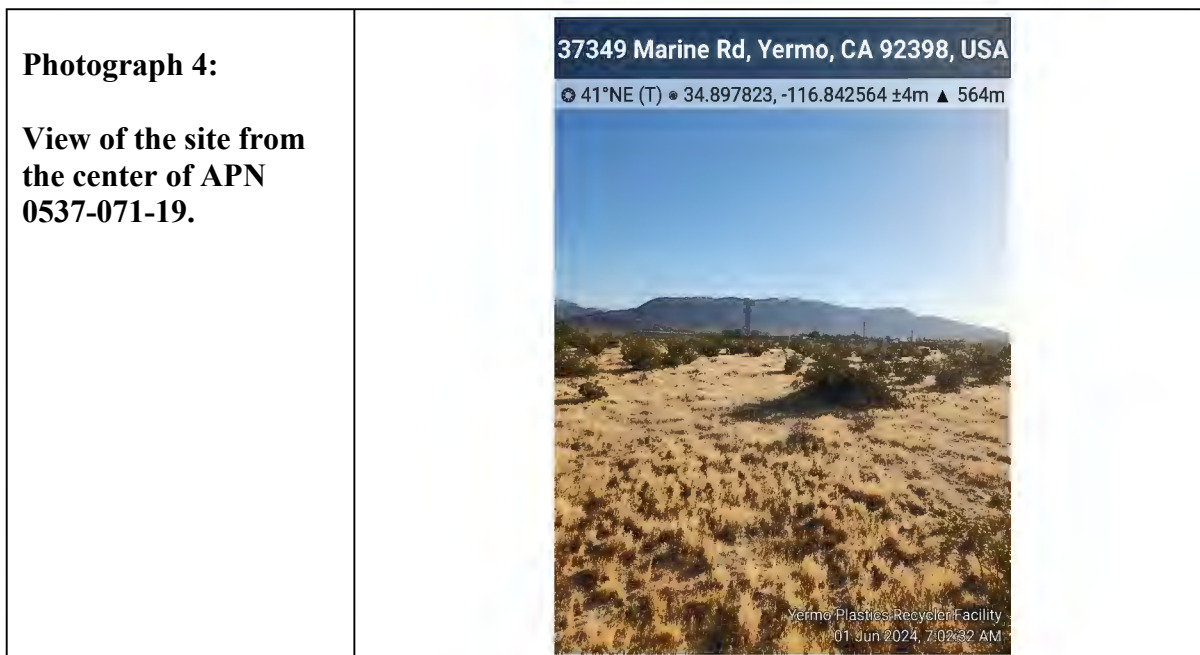 Photograph 4:
View of the site from
the center of APN
0537-071-19.
37349 Marine Rd, Yermo, CA 92398, USA
41°NE (T) ● 34.897823, -116.842564 ±4m ▲ 564m
Yermo Plastics Recycler Facility
01 Jun 2024, 7:02:32 AM